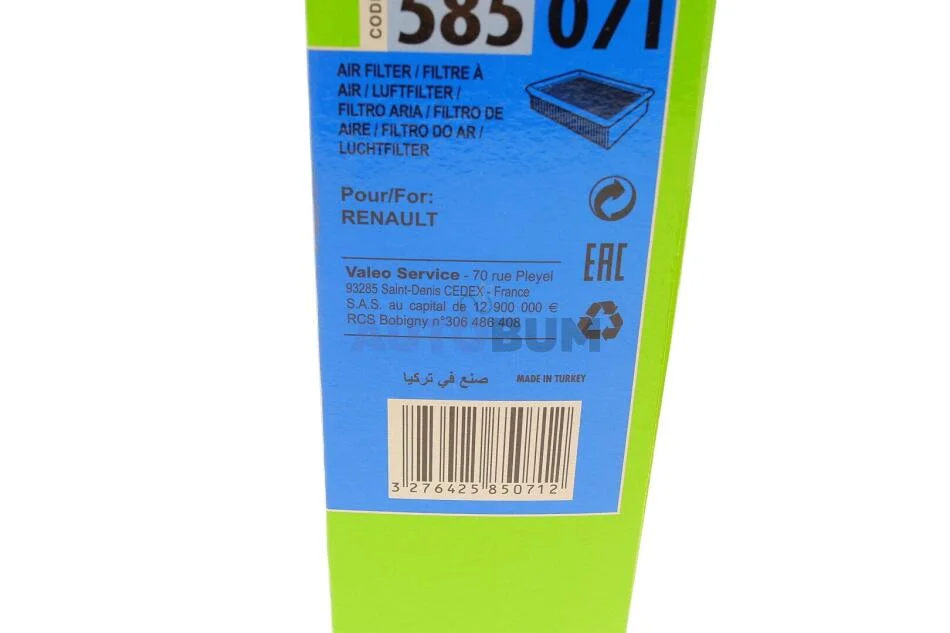 CODE
585 071
AIR FILTER / FILTRE À
AIR / LUFTFILTER /
FILTRO ARIA / FILTRO DE
AIRE / FILTRO DO AR /
LUCHTFILTER
Pour/For:
RENAULT
EAC
Valeo Service - 70 rue Pleyel
93285 Saint-Denis CEDEX - France
S.A.S. au capital de 12 900 000 €
RCS Bobigny n°306 486 408
AUTOBUM
صنع في تركيا MADE IN TURKEY
3 276425 850712